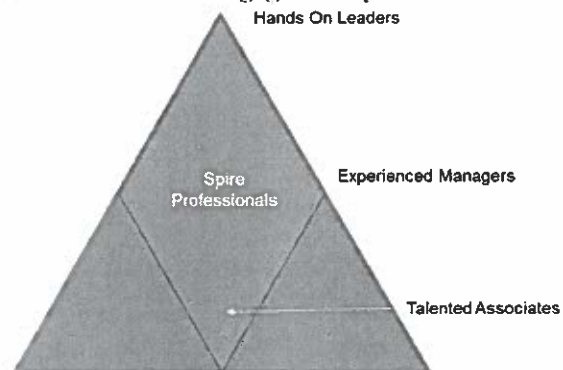 Hands On Leaders
Spire
Professionals
Experienced Managers
Talented Associates